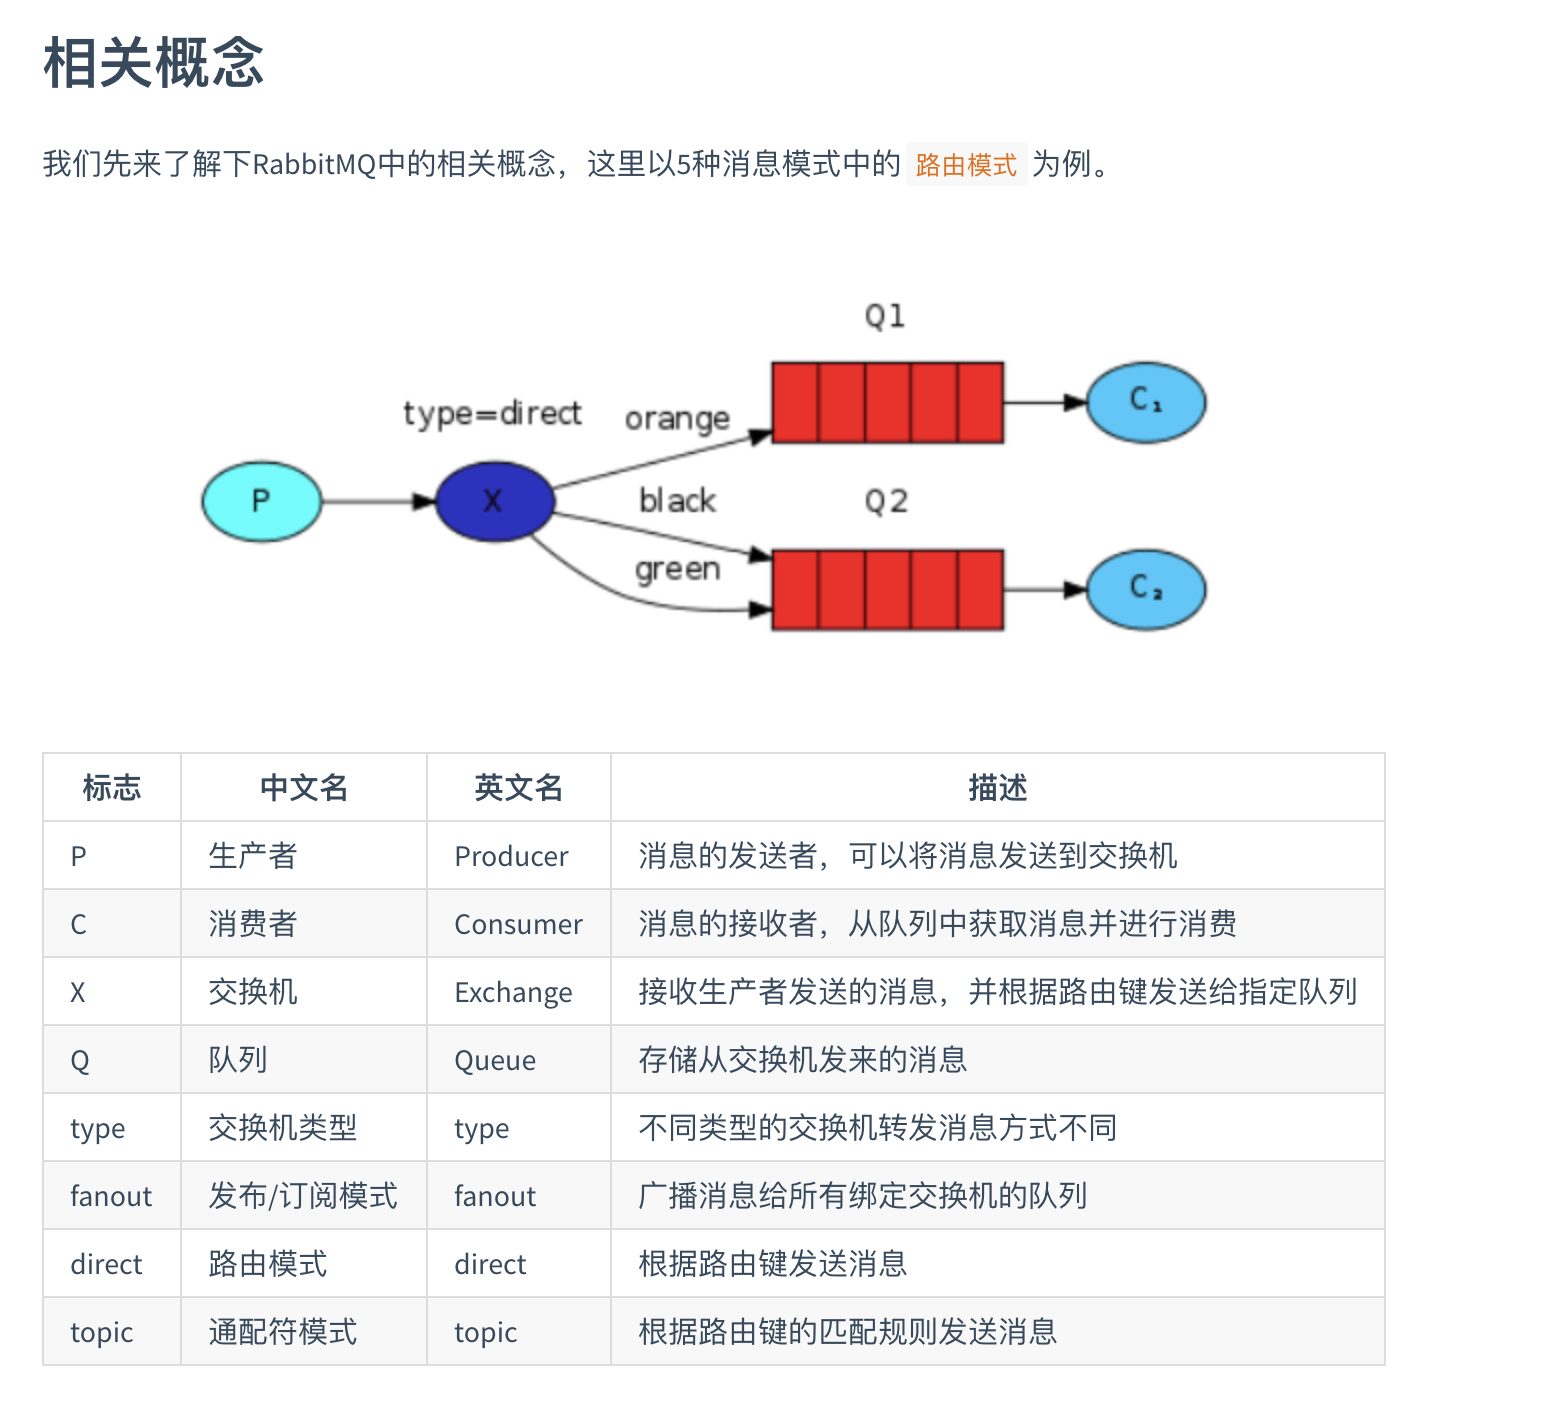 相关概念
我们先来了解下RabbitMQ中的相关概念，这里以5种消息模式中的 路由模式 为例。
Q1
type=direct orange C₁
P X black Q2
green C₂
标志 中文名 英文名 描述
P 生产者 Producer 消息的发送者，可以将消息发送到交换机
C 消费者 Consumer 消息的接收者，从队列中获取消息并进行消费
X 交换机 Exchange 接收生产者发送的消息，并根据路由键发送给指定队列
Q 队列 Queue 存储从交换机发来的消息
type 交换机类型 type 不同类型的交换机转发消息方式不同
fanout 发布/订阅模式 fanout 广播消息给所有绑定交换机的队列
direct 路由模式 direct 根据路由键发送消息
topic 通配符模式 topic 根据路由键的匹配规则发送消息